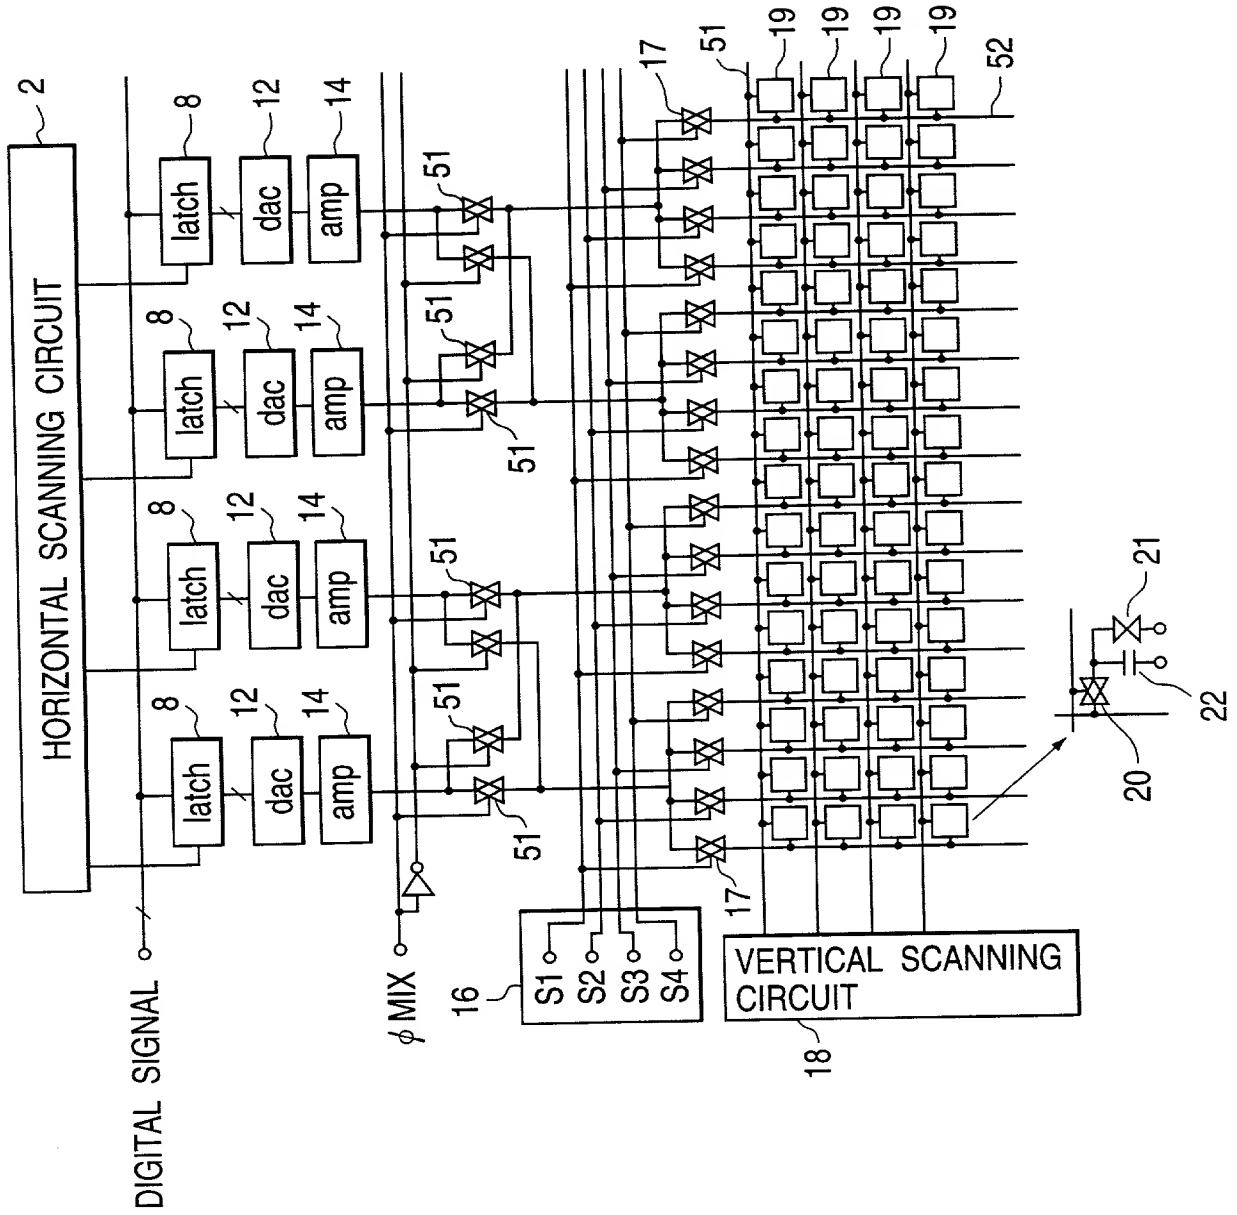 HORIZONTAL SCANNING CIRCUIT
2
DIGITAL SIGNAL
8
8
8
8
latch
latch
latch
latch
12
12
12
12
dac
dac
dac
dac
14
14
14
14
amp
amp
amp
amp
ϕ MIX
51
51
51
51
51
51
16
S1
S2
S3
S4
17
17
51
19
19
19
19
52
VERTICAL SCANNING
CIRCUIT
18
20
21
22